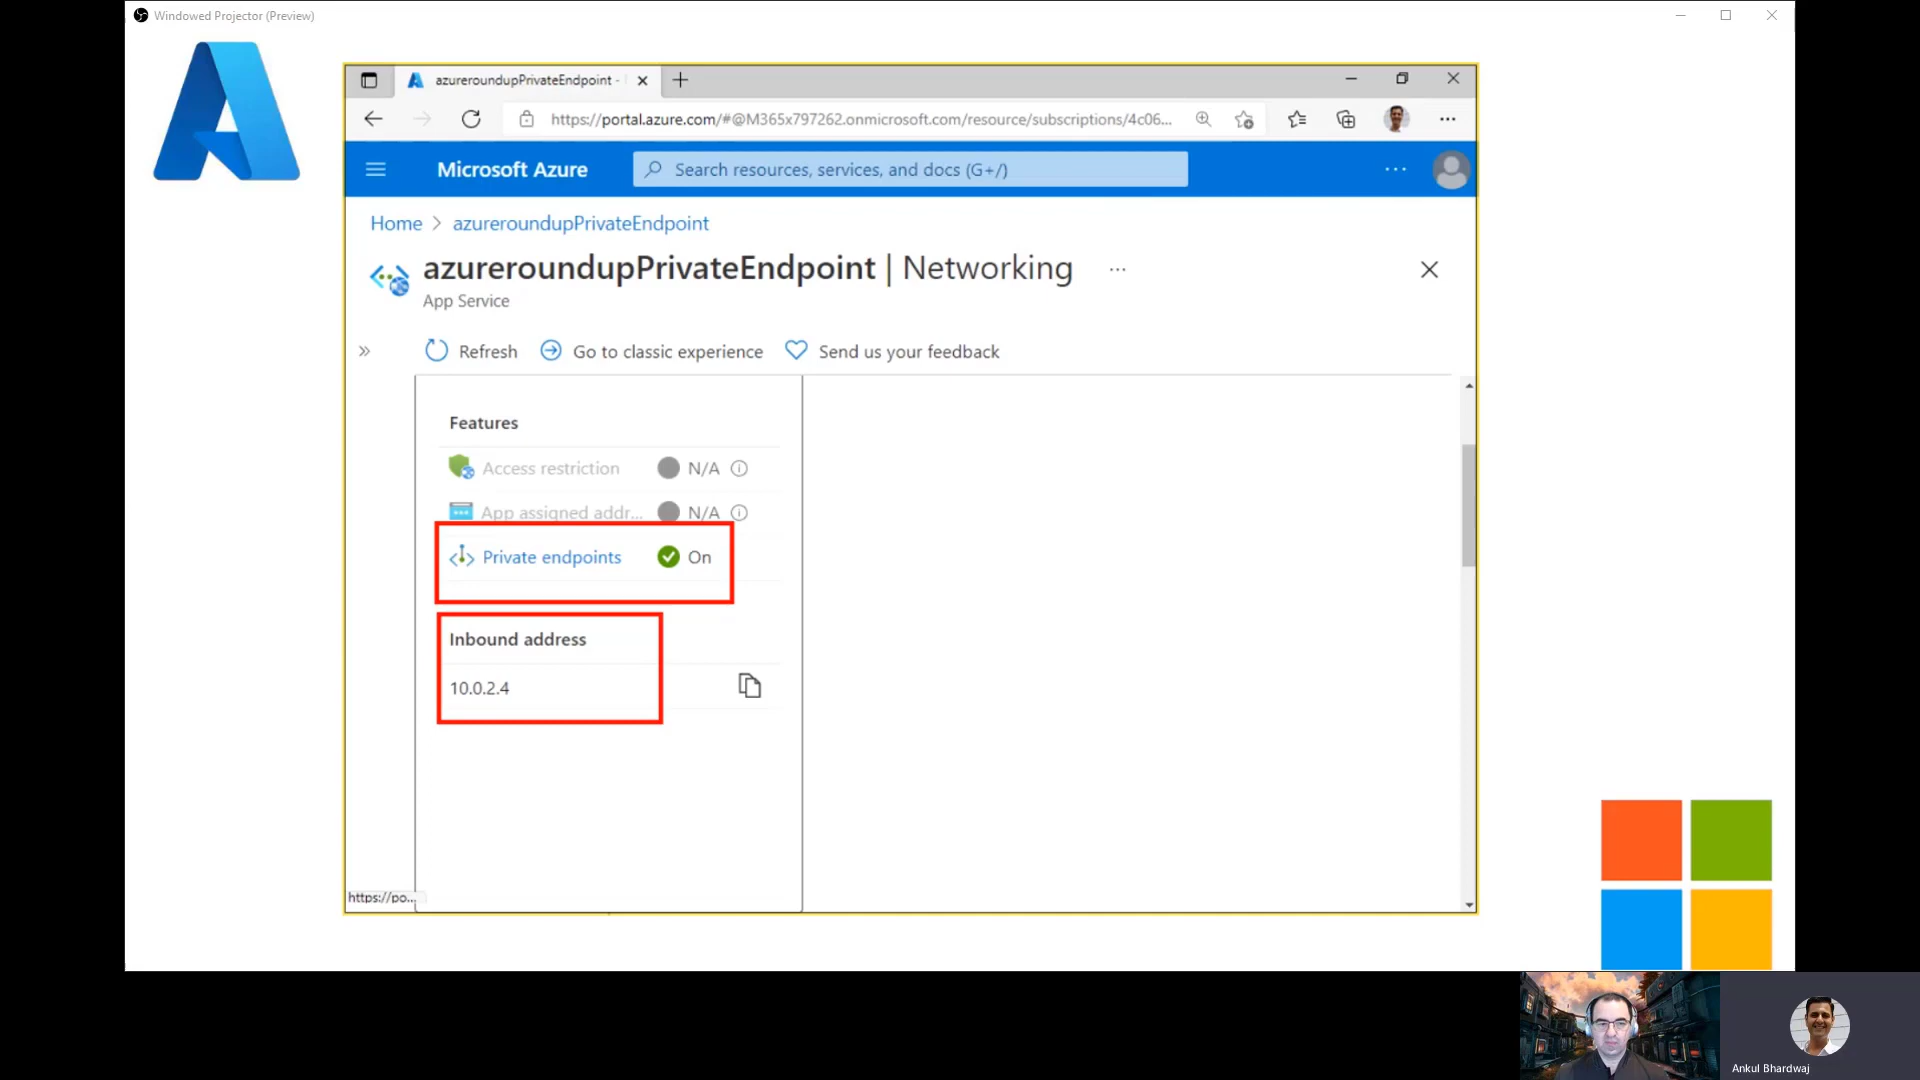 Windowed Projector (Preview)
azureroundupPrivateEndpoint -
https://portal.azure.com/#@M365x797262.onmicrosoft.com/resource/subscriptions/4c06...
Microsoft Azure
Search resources, services, and docs (G+/)
Home > azureroundupPrivateEndpoint
azureroundupPrivateEndpoint | Networking ...
App Service
Refresh Go to classic experience Send us your feedback
Features
Access restriction N/A
App assigned addr... N/A
Private endpoints On
Inbound address
10.0.2.4
https://po...
Ankul Bhardwaj